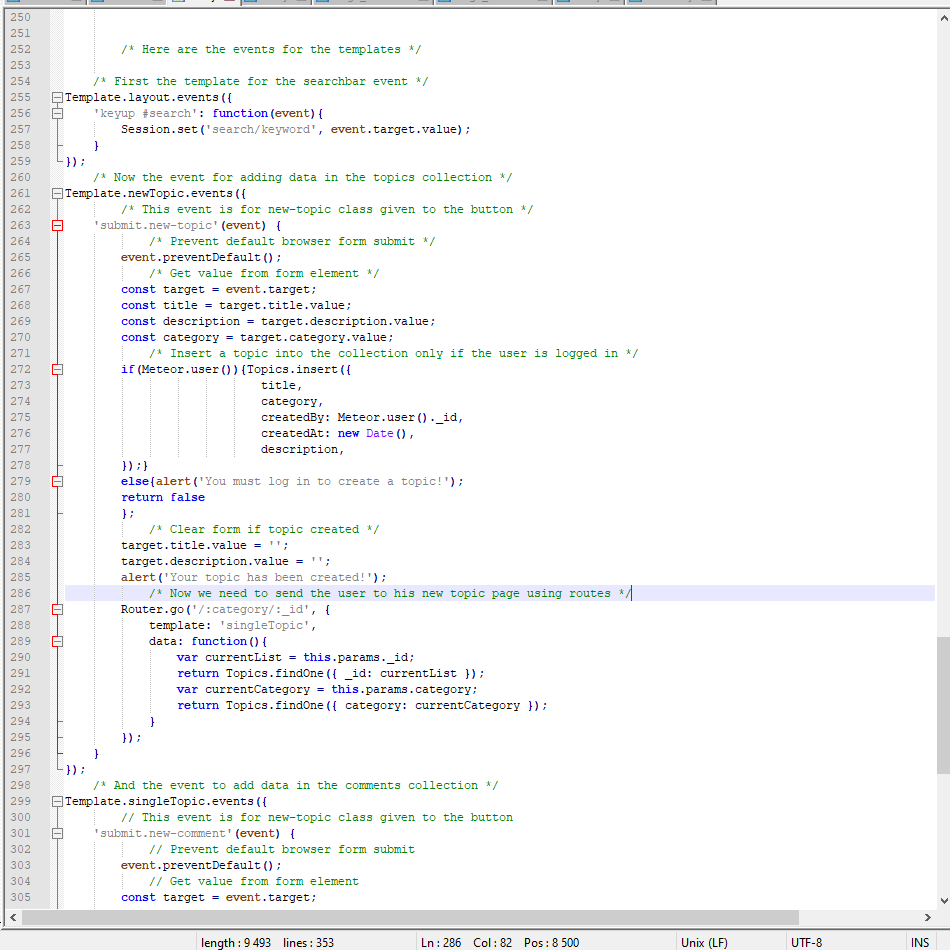 250
251
252 /* Here are the events for the templates */
253
254 /* First the template for the searchbar event */
255 Template.layout.events({
256 'keyup #search': function(event){
257 Session.set('search/keyword', event.target.value);
258 }
259 });
260 /* Now the event for adding data in the topics collection */
261 Template.newTopic.events({
262 /* This event is for new-topic class given to the button */
263 'submit.new-topic'(event) {
264 /* Prevent default browser form submit */
265 event.preventDefault();
266 /* Get value from form element */
267 const target = event.target;
268 const title = target.title.value;
269 const description = target.description.value;
270 const category = target.category.value;
271 /* Insert a topic into the collection only if the user is logged in */
272 if(Meteor.user()){Topics.insert({
273 title,
274 category,
275 createdBy: Meteor.user()._id,
276 createdAt: new Date(),
277 description,
278 });}
279 else{alert('You must log in to create a topic!');
280 return false
281 };
282 /* Clear form if topic created */
283 target.title.value = '';
284 target.description.value = '';
285 alert('Your topic has been created!');
286 /* Now we need to send the user to his new topic page using routes */
287 Router.go('/:category/:_id', {
288 template: 'singleTopic',
289 data: function(){
290 var currentList = this.params._id;
291 return Topics.findOne({ _id: currentList });
292 var currentCategory = this.params.category;
293 return Topics.findOne({ category: currentCategory });
294 }
295 });
296 }
297 });
298 /* And the event to add data in the comments collection */
299 Template.singleTopic.events({
300 // This event is for new-topic class given to the button
301 'submit.new-comment'(event) {
302 // Prevent default browser form submit
303 event.preventDefault();
304 // Get value from form element
305 const target = event.target;
length : 9 493 lines : 353 Ln : 286 Col : 82 Pos : 8 500 Unix (LF) UTF-8 INS